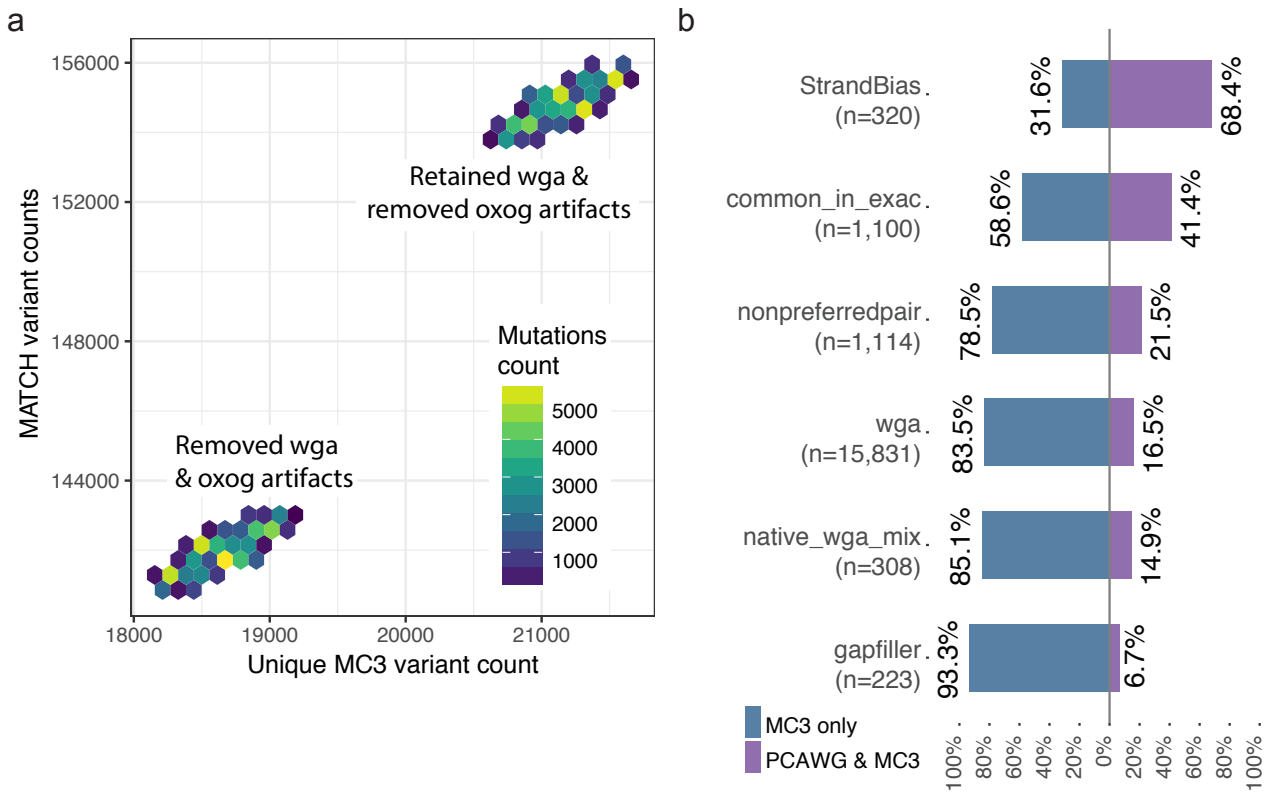 a
156000
152000
148000
144000
MATCH variant counts
18000
19000
20000
21000
Unique MC3 variant count
Retained wga &
removed oxog artifacts
Removed wga
& oxog artifacts
Mutations
count
5000
4000
3000
2000
1000
b
StrandBias
(n=320)
31.6%
68.4%
common_in_exac
(n=1,100)
58.6%
41.4%
nonpreferredpair
(n=1,114)
78.5%
21.5%
wga
(n=15,831)
83.5%
16.5%
native_wga_mix
(n=308)
85.1%
14.9%
gapfiller
(n=223)
93.3%
6.7%
MC3 only
PCAWG & MC3
100%
80%
60%
40%
20%
0%
20%
40%
60%
80%
100%